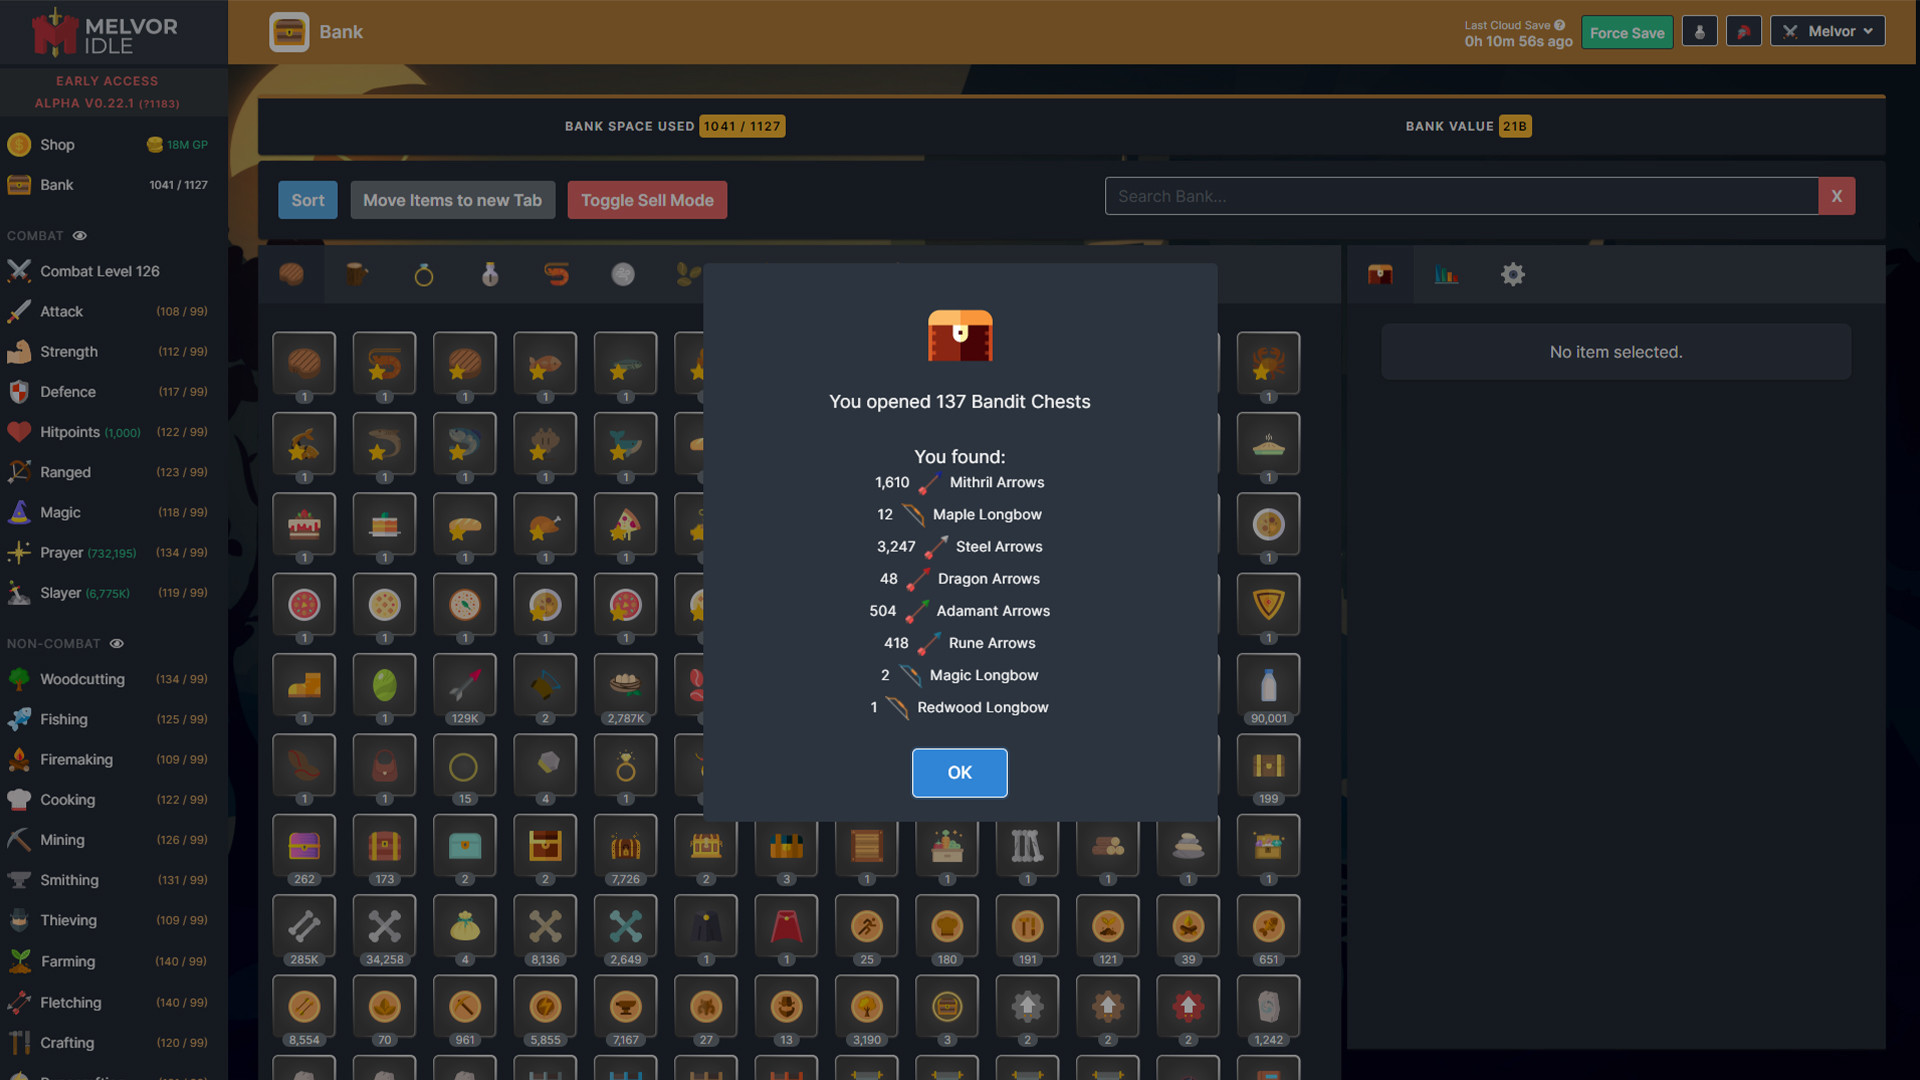 MELVOR
IDLE
EARLY ACCESS
ALPHA V0.22.1 (?1183)
Shop 18M GP
Bank 1041 / 1127
COMBAT
Combat Level 126
Attack (108 / 99)
Strength (112 / 99)
Defence (117 / 99)
Hitpoints (1,000) (122 / 99)
Ranged (123 / 99)
Magic (118 / 99)
Prayer (732,195) (134 / 99)
Slayer (6,775K) (119 / 99)
NON-COMBAT
Woodcutting (134 / 99)
Fishing (125 / 99)
Firemaking (109 / 99)
Cooking (122 / 99)
Mining (126 / 99)
Smithing (131 / 99)
Thieving (109 / 99)
Farming (140 / 99)
Fletching (140 / 99)
Crafting (120 / 99)
Bank
Last Cloud Save
0h 10m 56s ago
Force Save
Melvor
BANK SPACE USED 1041 / 1127
BANK VALUE 21B
Sort
Move Items to new Tab
Toggle Sell Mode
Search Bank...
X
No item selected.
You opened 137 Bandit Chests
You found:
1,610 Mithril Arrows
12 Maple Longbow
3,247 Steel Arrows
48 Dragon Arrows
504 Adamant Arrows
418 Rune Arrows
2 Magic Longbow
1 Redwood Longbow
OK
1 1 1 1 1 1
1 1 1 1 1 1
1 1 1 1 1 1
1 1 1 1 1 1
1 1 129K 2 2,787K 90,001
1 1 15 4 1 199
262 173 2 2 7,726 2 3 1 1 1 1 1 1
285K 34,258 4 8,136 2,649 1 1 25 180 191 121 39 651
8,554 70 961 5,855 7,167 27 13 3,190 3 2 2 2 1,242